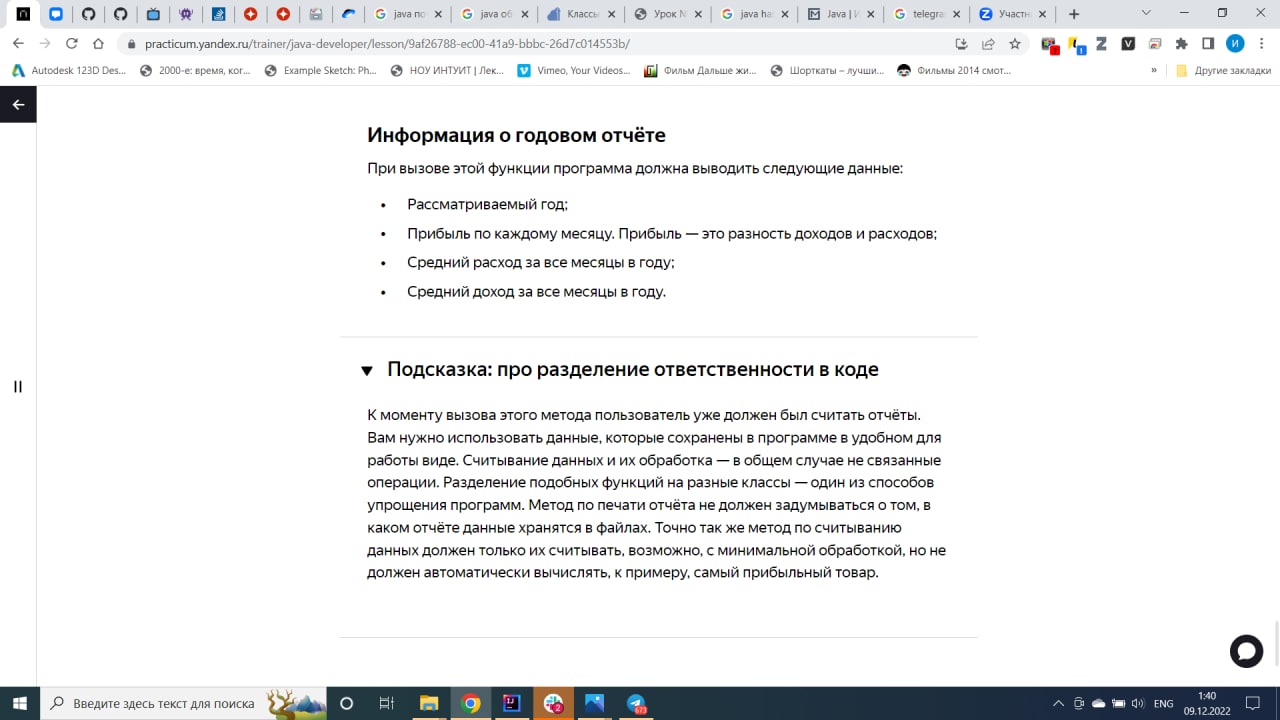 java по
java об
Классы
Урок N
java ha
Java | И
telegra
Участн
practicum.yandex.ru/trainer/java-developer/lesson/9af6786e-ec00-41a9-bbbc-26d7c014553b/
Autodesk 123D Des...
2000-е: время, ког...
Example Sketch: Ph...
НОУ ИНТУИТ | Лек...
Vimeo, Your Videos...
Фильм Дальше жи...
Шорткаты – лучши...
Фильмы 2014 смот...
»
Другие закладки
Информация о годовом отчёте
При вызове этой функции программа должна выводить следующие данные:
• Рассматриваемый год;
• Прибыль по каждому месяцу. Прибыль — это разность доходов и расходов;
• Средний расход за все месяцы в году;
• Средний доход за все месяцы в году.
Подсказка: про разделение ответственности в коде
К моменту вызова этого метода пользователь уже должен был считать отчёты.
Вам нужно использовать данные, которые сохранены в программе в удобном для
работы виде. Считывание данных и их обработка — в общем случае не связанные
операции. Разделение подобных функций на разные классы — один из способов
упрощения программ. Метод по печати отчёта не должен задумываться о том, в
каком отчёте данные хранятся в файлах. Точно так же метод по считыванию
данных должен только их считывать, возможно, с минимальной обработкой, но не
должен автоматически вычислять, к примеру, самый прибыльный товар.
Введите здесь текст для поиска
2
673
ENG
1:40
09.12.2022